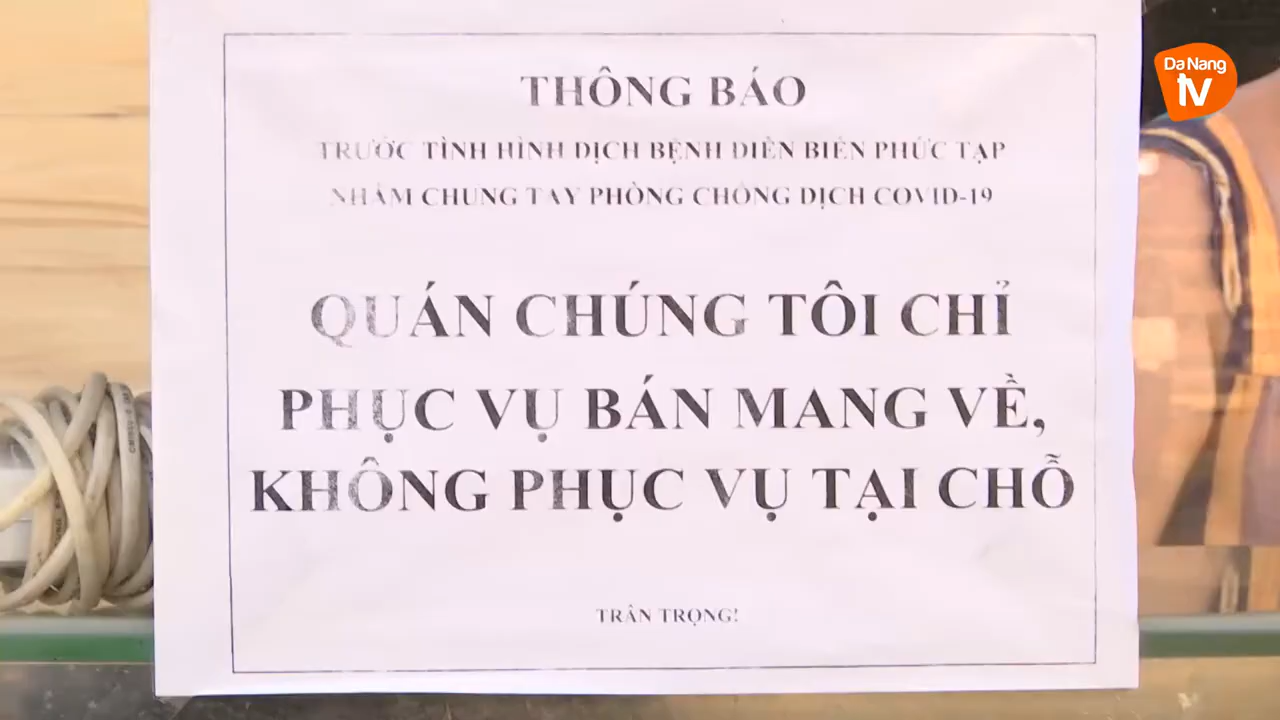 Da Nang
tv
THÔNG BÁO
TRƯỚC TÌNH HÌNH DỊCH BỆNH DIỄN BIẾN PHỨC TẠP
NHẰM CHUNG TAY PHÒNG CHỐNG DỊCH COVID-19
QUÁN CHÚNG TÔI CHỈ
PHỤC VỤ BÁN MANG VỀ,
KHÔNG PHỤC VỤ TẠI CHỖ
TRÂN TRỌNG!